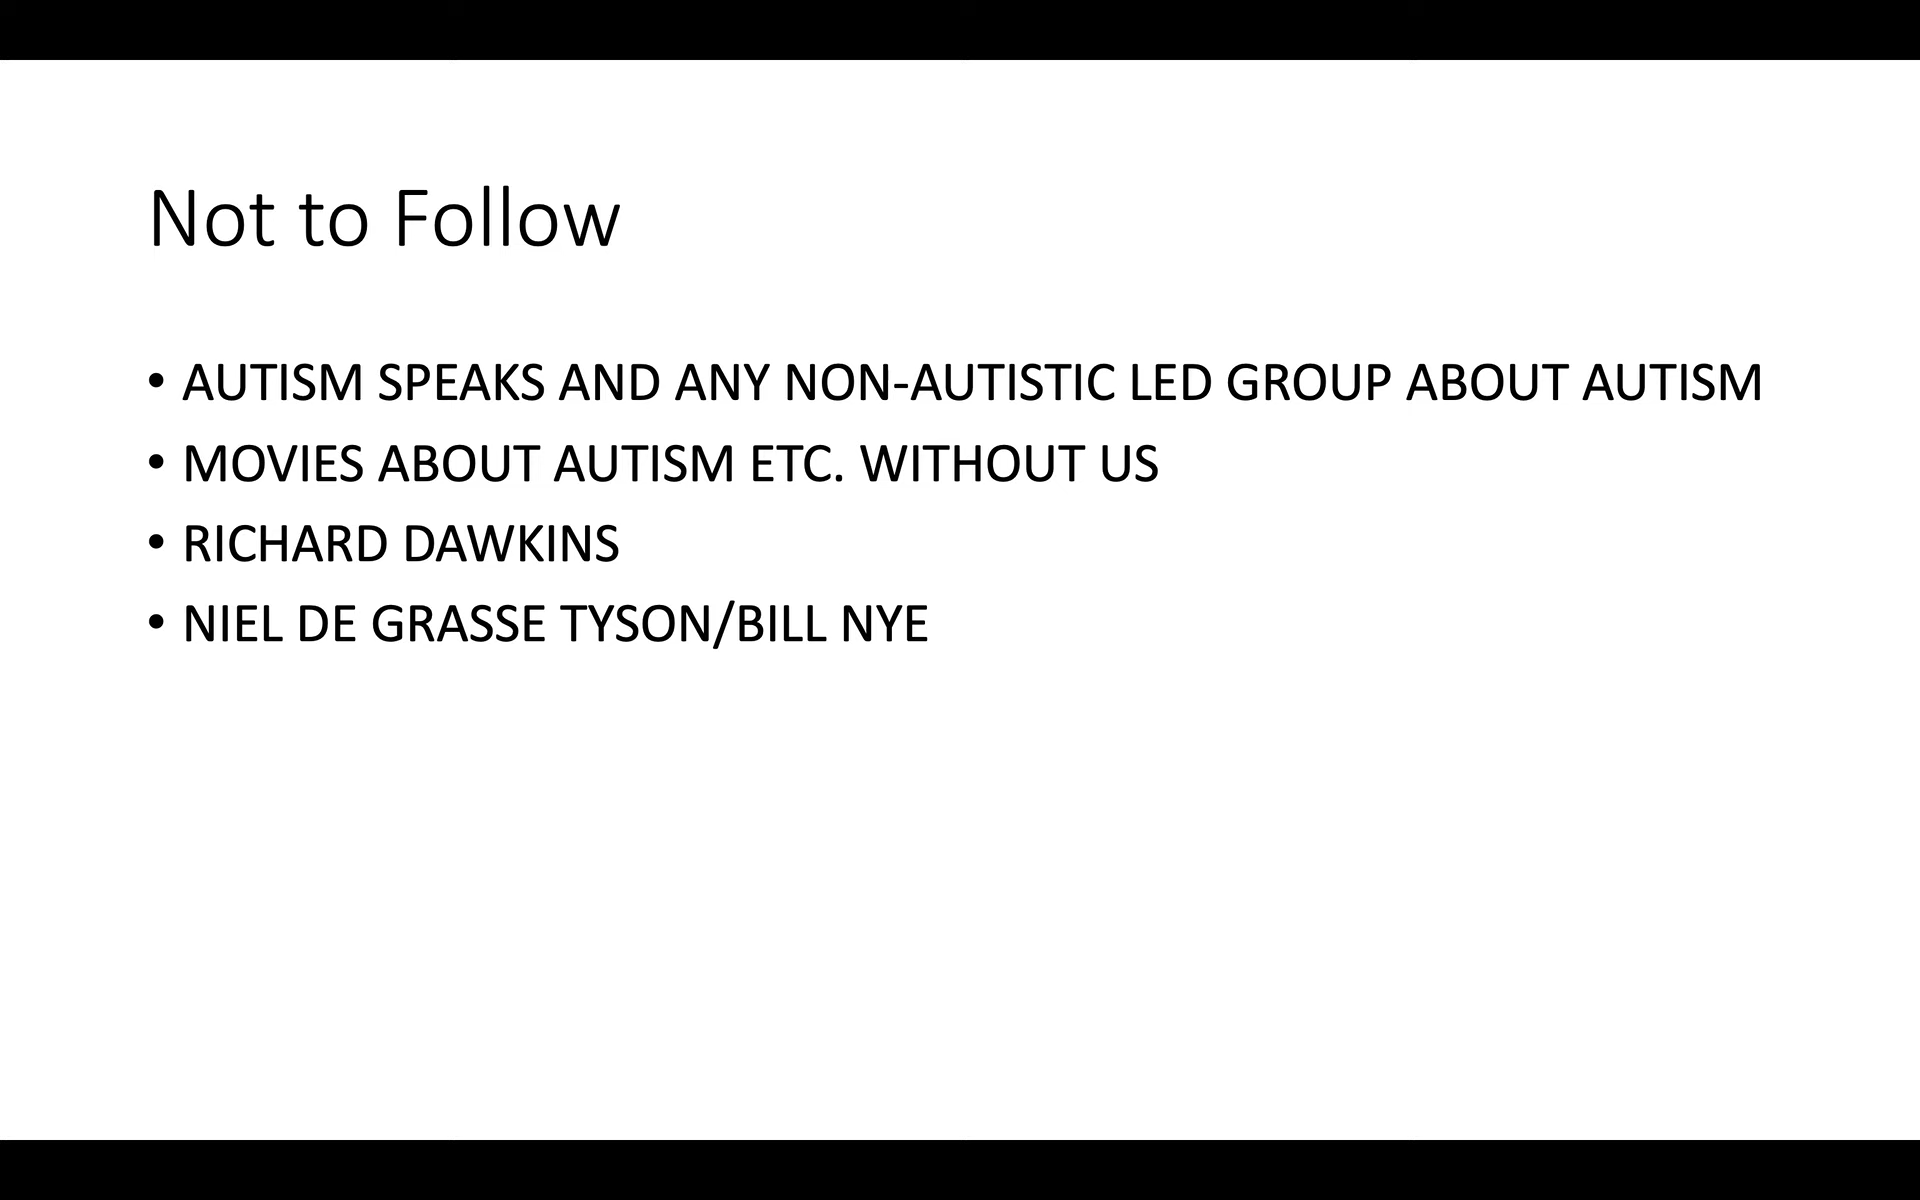 Not to Follow
• AUTISM SPEAKS AND ANY NON-AUTISTIC LED GROUP ABOUT AUTISM
• MOVIES ABOUT AUTISM ETC. WITHOUT US
• RICHARD DAWKINS
• NIEL DE GRASSE TYSON/BILL NYE